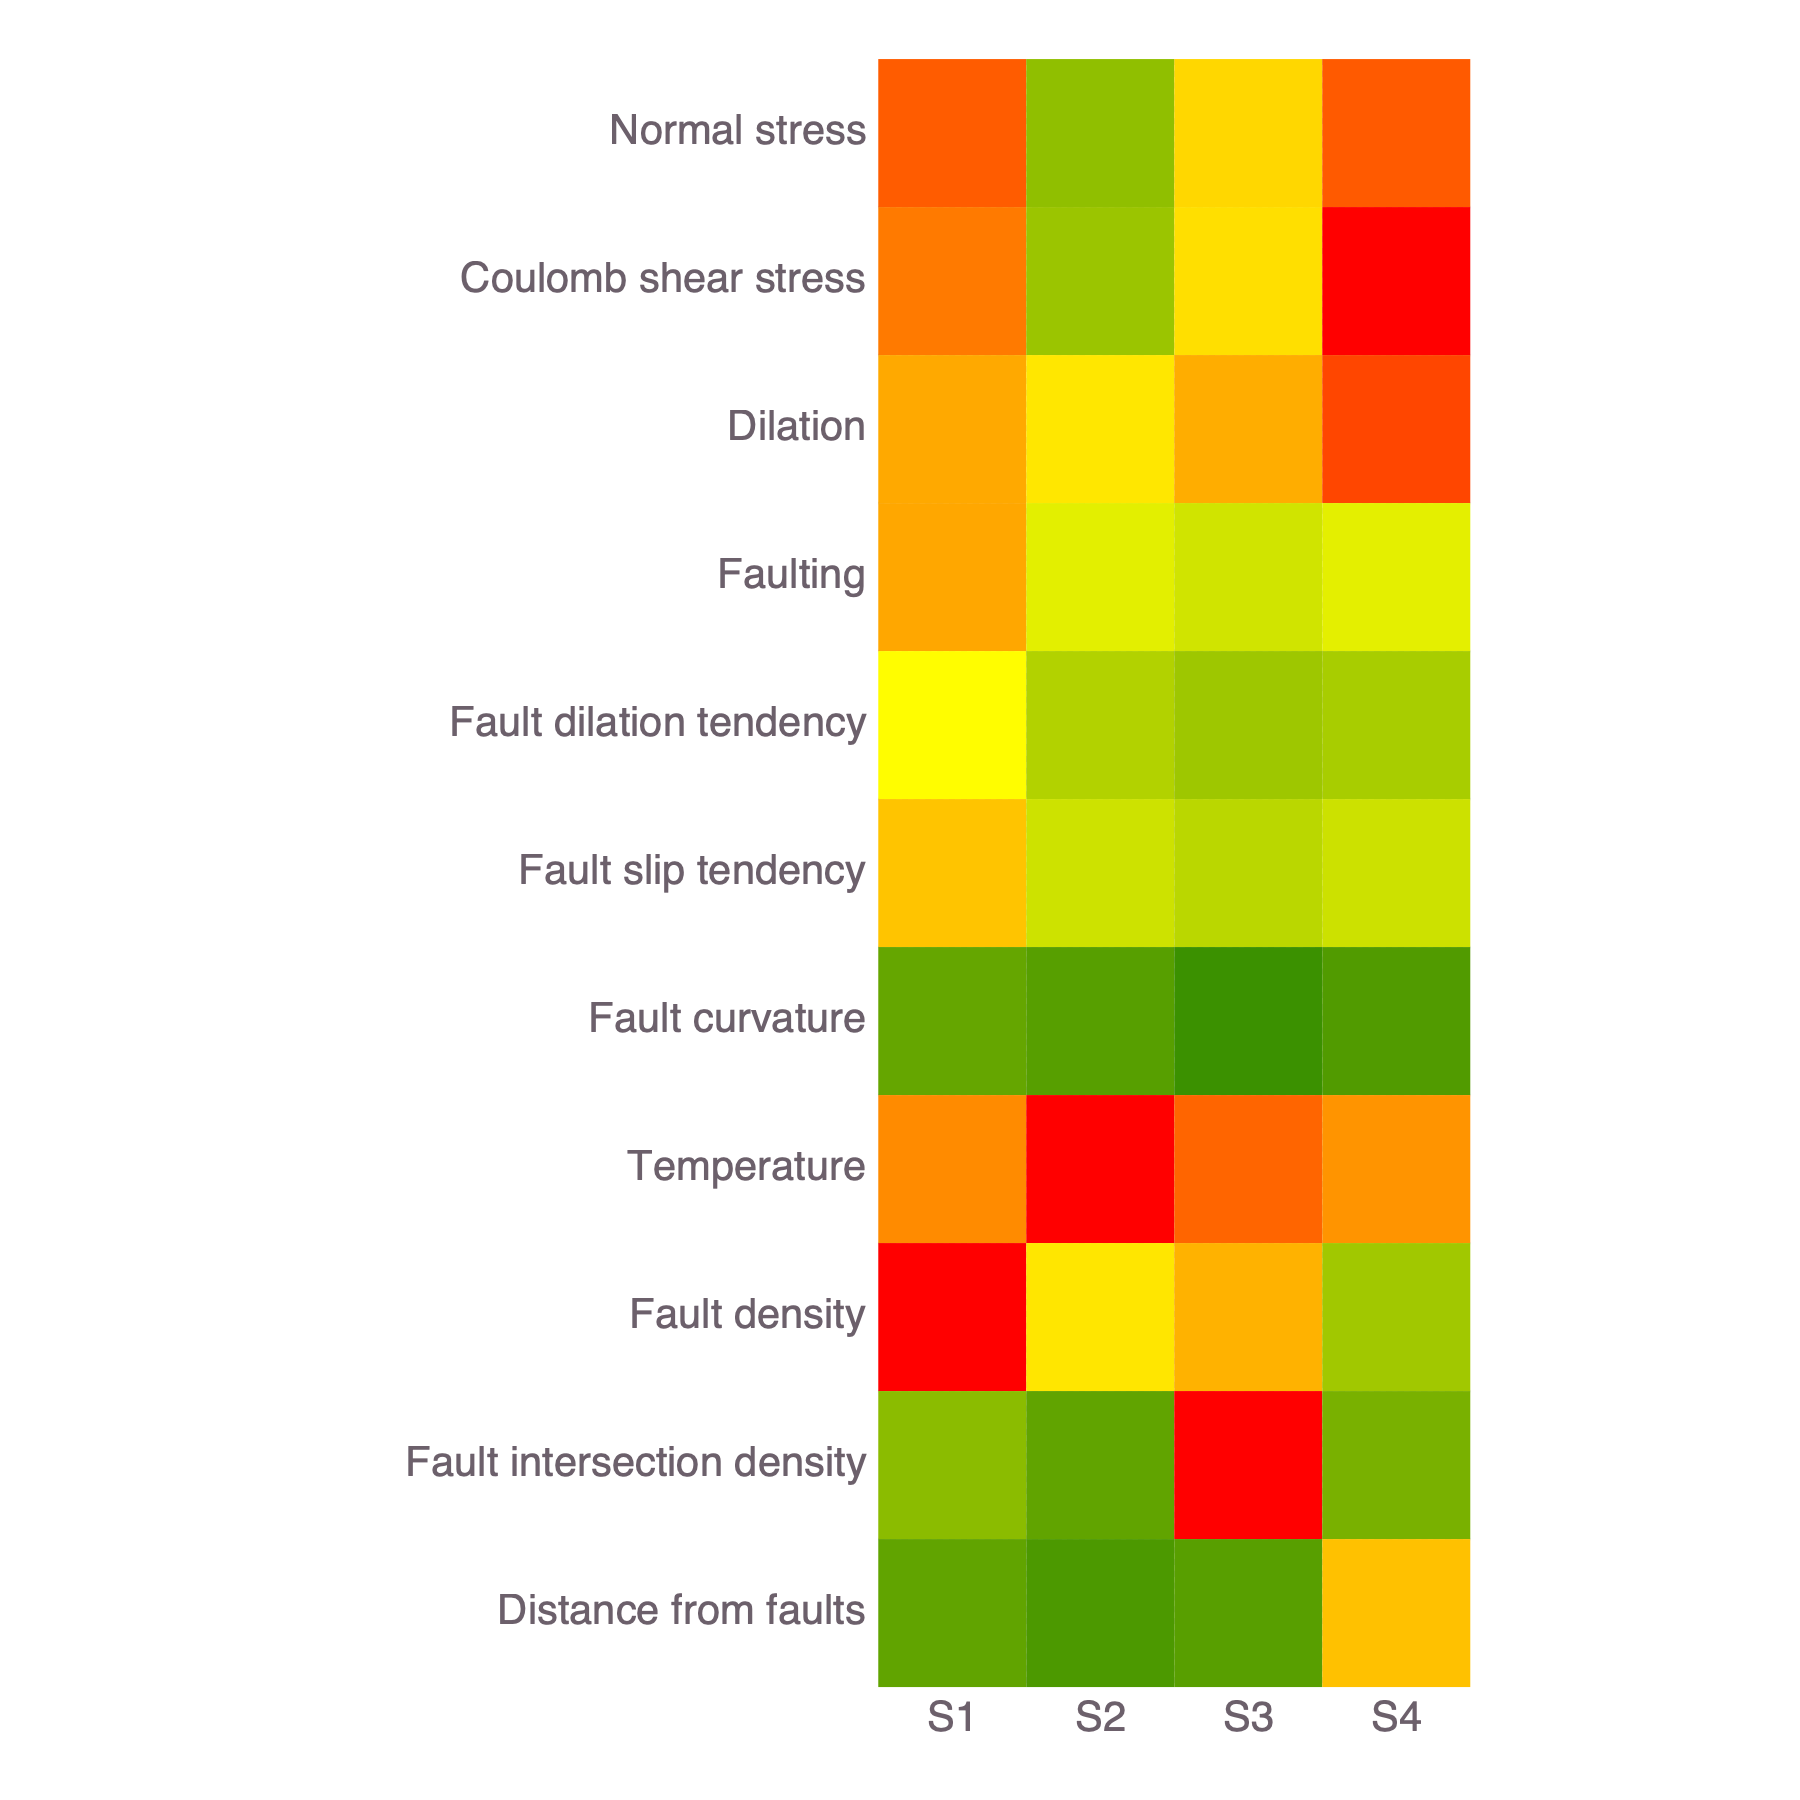 Normal stress
Coulomb shear stress
Dilation
Faulting
Fault dilation tendency
Fault slip tendency
Fault curvature
Temperature
Fault density
Fault intersection density
Distance from faults
S1 S2 S3 S4